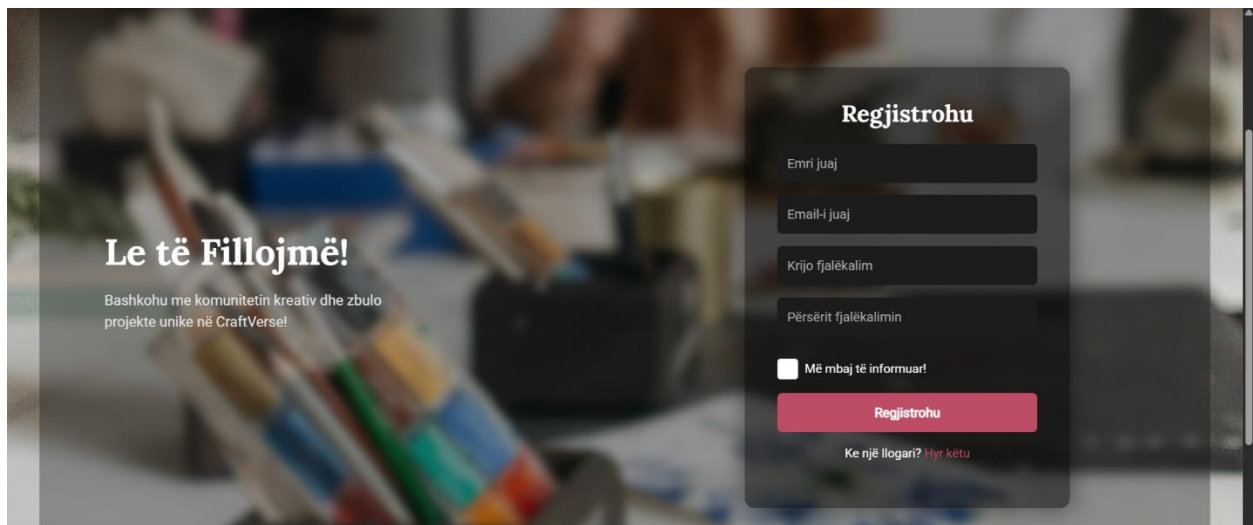 Le të Fillojmë!
Bashkohu me komunitetin kreativ dhe zbulo
projekte unike në CraftVerse!
Regjistrohu
Emri juaj
Email-i juaj
Krijo fjalëkalim
Përsërit fjalëkalimin
Më mbaj të informuar!
Regjistrohu
Ke një llogari? Hyr këtu